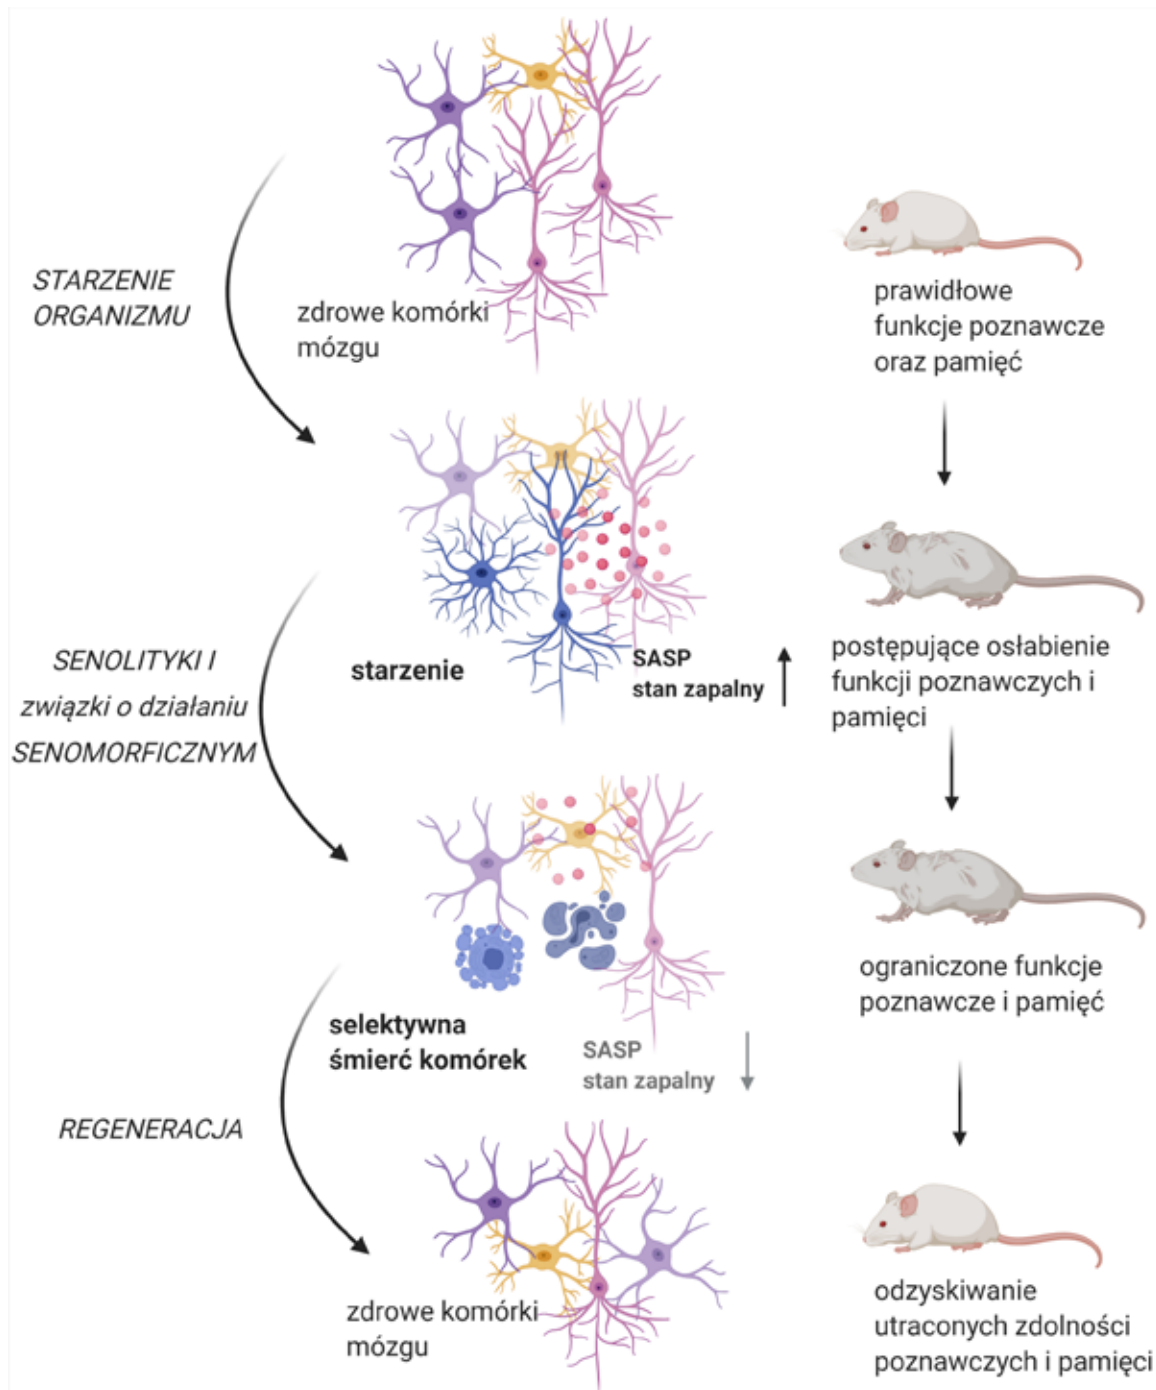 STARZENIE
ORGANIZMU
zdrowe komórki
mózgu
prawidłowe
funkcje poznawcze
oraz pamięć
SENOLITYKI I
związki o działaniu
SENOMORFICZNYM
starzenie
SASP
stan zapalny
postępujące osłabienie
funkcji poznawczych i
pamięci
selektywna
śmierć komórek
SASP
stan zapalny
ograniczone funkcje
poznawcze i pamięć
REGENERACJA
zdrowe komórki
mózgu
odzyskiwanie
utraconych zdolności
poznawczych i pamięci